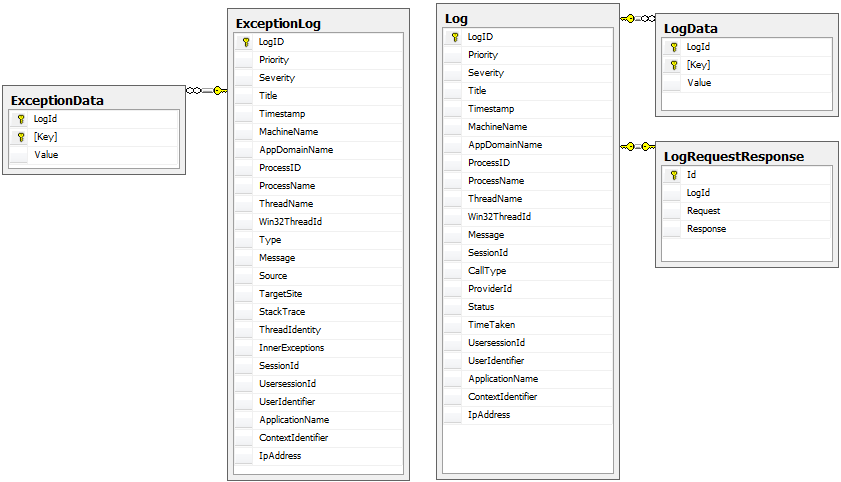 ExceptionData
LogId
[Key]
Value
ExceptionLog
LogID
Priority
Severity
Title
Timestamp
MachineName
AppDomainName
ProcessID
ProcessName
ThreadName
Win32ThreadId
Type
Message
Source
TargetSite
StackTrace
ThreadIdentity
InnerExceptions
SessionId
UsersessionId
UserIdentifier
ApplicationName
ContextIdentifier
IpAddress
Log
LogID
Priority
Severity
Title
Timestamp
MachineName
AppDomainName
ProcessID
ProcessName
ThreadName
Win32ThreadId
Message
SessionId
CallType
ProviderId
Status
TimeTaken
UsersessionId
UserIdentifier
ApplicationName
ContextIdentifier
IpAddress
LogData
LogId
[Key]
Value
LogRequestResponse
Id
LogId
Request
Response